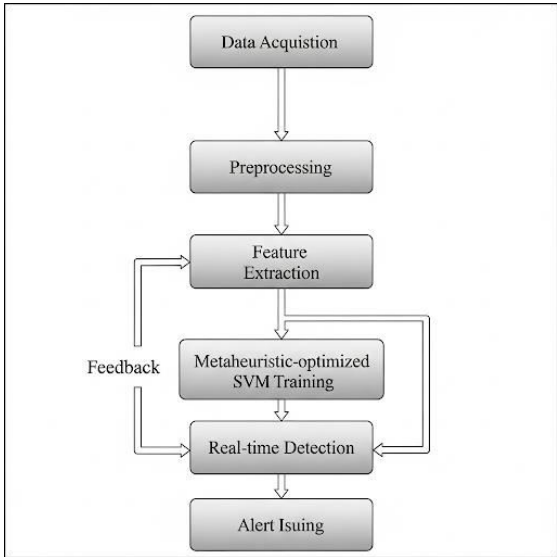 Data Acquistion
Preprocessing
Feature
Extraction
Feedback
Metaheuristic-optimized
SVM Training
Real-time Detection
Alert Isuing